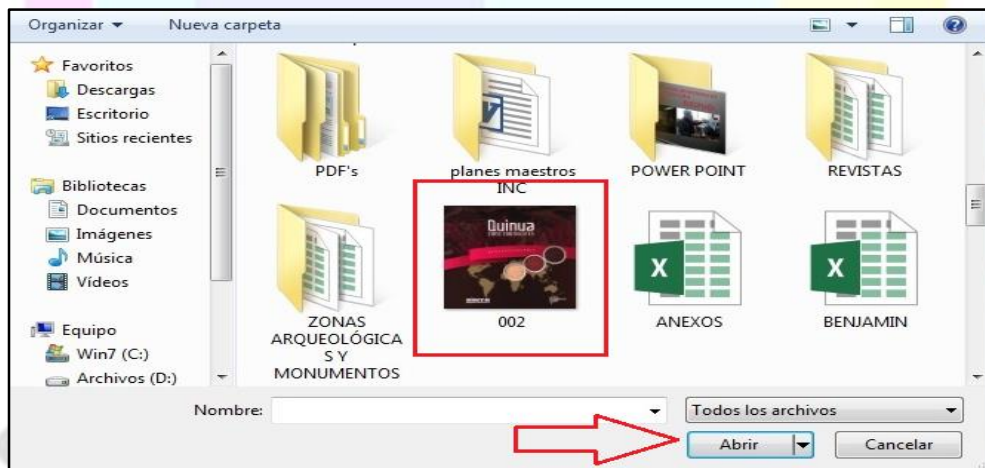 Organizar Nueva carpeta
Favoritos
Descargas
Escritorio
Sitios recientes
Bibliotecas
Documentos
Imágenes
Música
Vídeos
Equipo
Win7 (C:)
Archivos (D:)
PDF's
planes maestros
INC
POWER POINT
REVISTAS
ZONAS
ARQUEOLÓGICA
S Y
MONUMENTOS
Quinua
002
ANEXOS
BENJAMIN
Nombre:
Todos los archivos
Abrir Cancelar